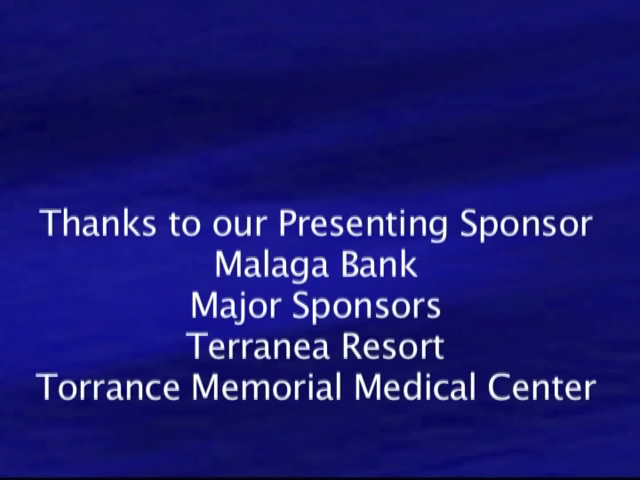 Thanks to our Presenting Sponsor
Malaga Bank
Major Sponsors
Terranea Resort
Torrance Memorial Medical Center